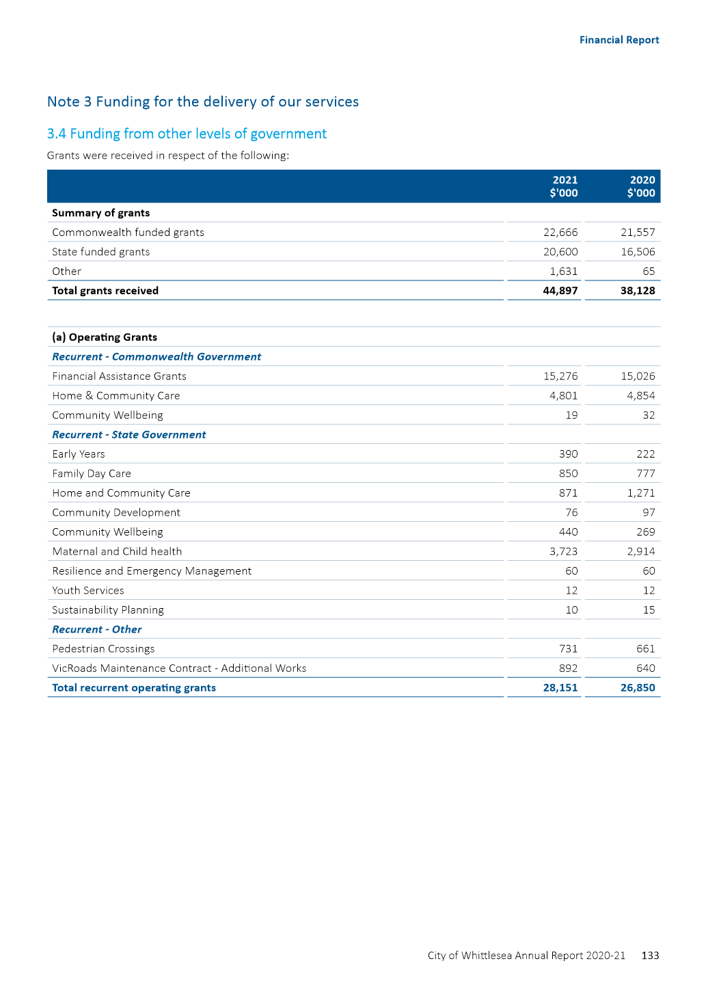 Financial Report
Note 3 Funding for the delivery of our services
3.4 Funding from other levels of government
Grants were received in respect of the following:
2021 2020
$'000 $'000
Summary of grants
Commonwealth funded grants 22,666 21,557
State funded grants 20,600 16,506
Other 1,631 65
Total grants received 44,897 38,128
(a) Operating Grants
Recurrent - Commonwealth Government
Financial Assistance Grants 15,276 15,026
Home & Community Care 4,801 4,854
Community Wellbeing 19 32
Recurrent - State Government
Early Years 390 222
Family Day Care 850 777
Home and Community Care 871 1,271
Community Development 76 97
Community Wellbeing 440 269
Maternal and Child health 3,723 2,914
Resilience and Emergency Management 60 60
Youth Services 12 12
Sustainability Planning 10 15
Recurrent - Other
Pedestrian Crossings 731 661
VicRoads Maintenance Contract - Additional Works 892 640
Total recurrent operating grants 28,151 26,850
City of Whittlesea Annual Report 2020-21 133